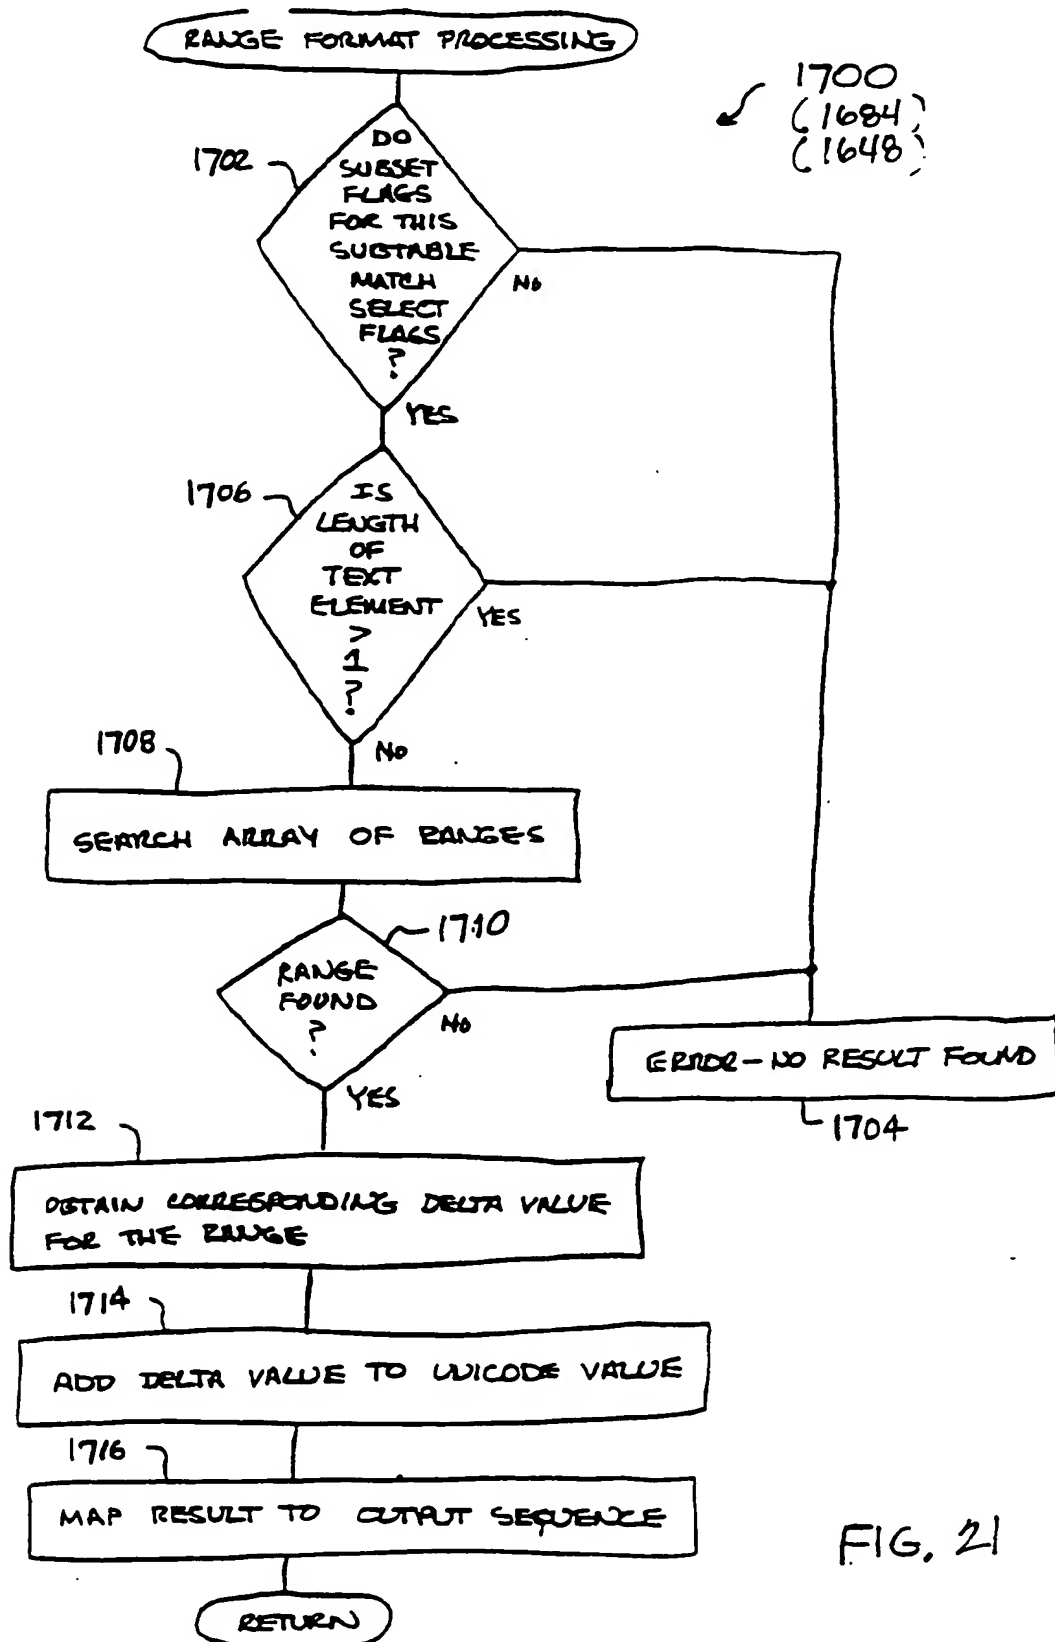 RANGE FORMAT PROCESSING
1700
(1684)
(1648)
1702
DO
SUBSET
FLAGS
FOR THIS
SUBTABLE
MATCH
SELECT
FLAGS
?
NO
YES
1706
IS
LENGTH
OF
TEXT
ELEMENT
>
1
?
YES
NO
1708
SEARCH ARRAY OF RANGES
1710
RANGE
FOUND
?
NO
YES
ERROR-NO RESULT FOUND
1704
1712
OBTAIN CORRESPONDING DELTA VALUE
FOR THE RANGE
1714
ADD DELTA VALUE TO UNICODE VALUE
1716
MAP RESULT TO OUTPUT SEQUENCE
RETURN
FIG. 21